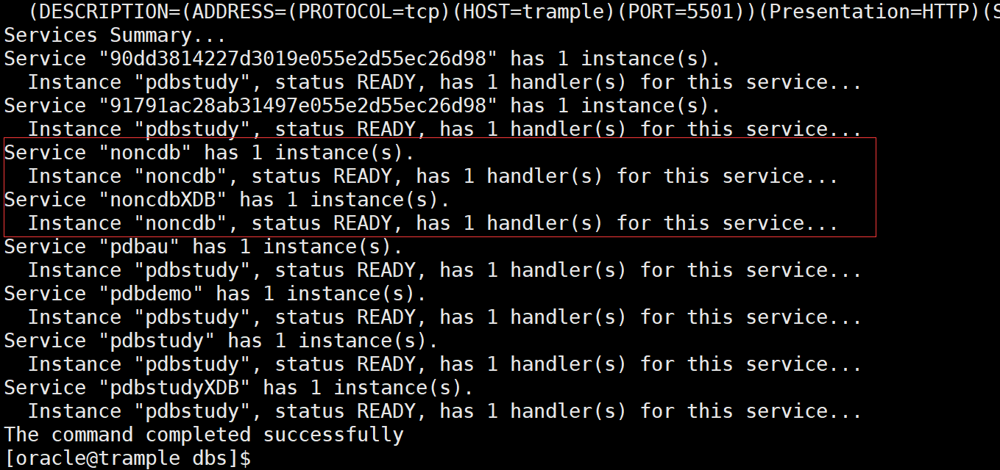 (DESCRIPTION=(ADDRESS=(PROTOCOL=tcp)(HOST=trample)(PORT=5501))(Presentation=HTTP)(S
Services Summary...
Service "90dd3814227d3019e055e2d55ec26d98" has 1 instance(s).
  Instance "pdbstudy", status READY, has 1 handler(s) for this service...
Service "91791ac28ab31497e055e2d55ec26d98" has 1 instance(s).
  Instance "pdbstudy", status READY, has 1 handler(s) for this service...
Service "noncdb" has 1 instance(s).
  Instance "noncdb", status READY, has 1 handler(s) for this service...
Service "noncdbXDB" has 1 instance(s).
  Instance "noncdb", status READY, has 1 handler(s) for this service...
Service "pdbau" has 1 instance(s).
  Instance "pdbstudy", status READY, has 1 handler(s) for this service...
Service "pdbdemo" has 1 instance(s).
  Instance "pdbstudy", status READY, has 1 handler(s) for this service...
Service "pdbstudy" has 1 instance(s).
  Instance "pdbstudy", status READY, has 1 handler(s) for this service...
Service "pdbstudyXDB" has 1 instance(s).
  Instance "pdbstudy", status READY, has 1 handler(s) for this service...
The command completed successfully
[oracle@trample dbs]$